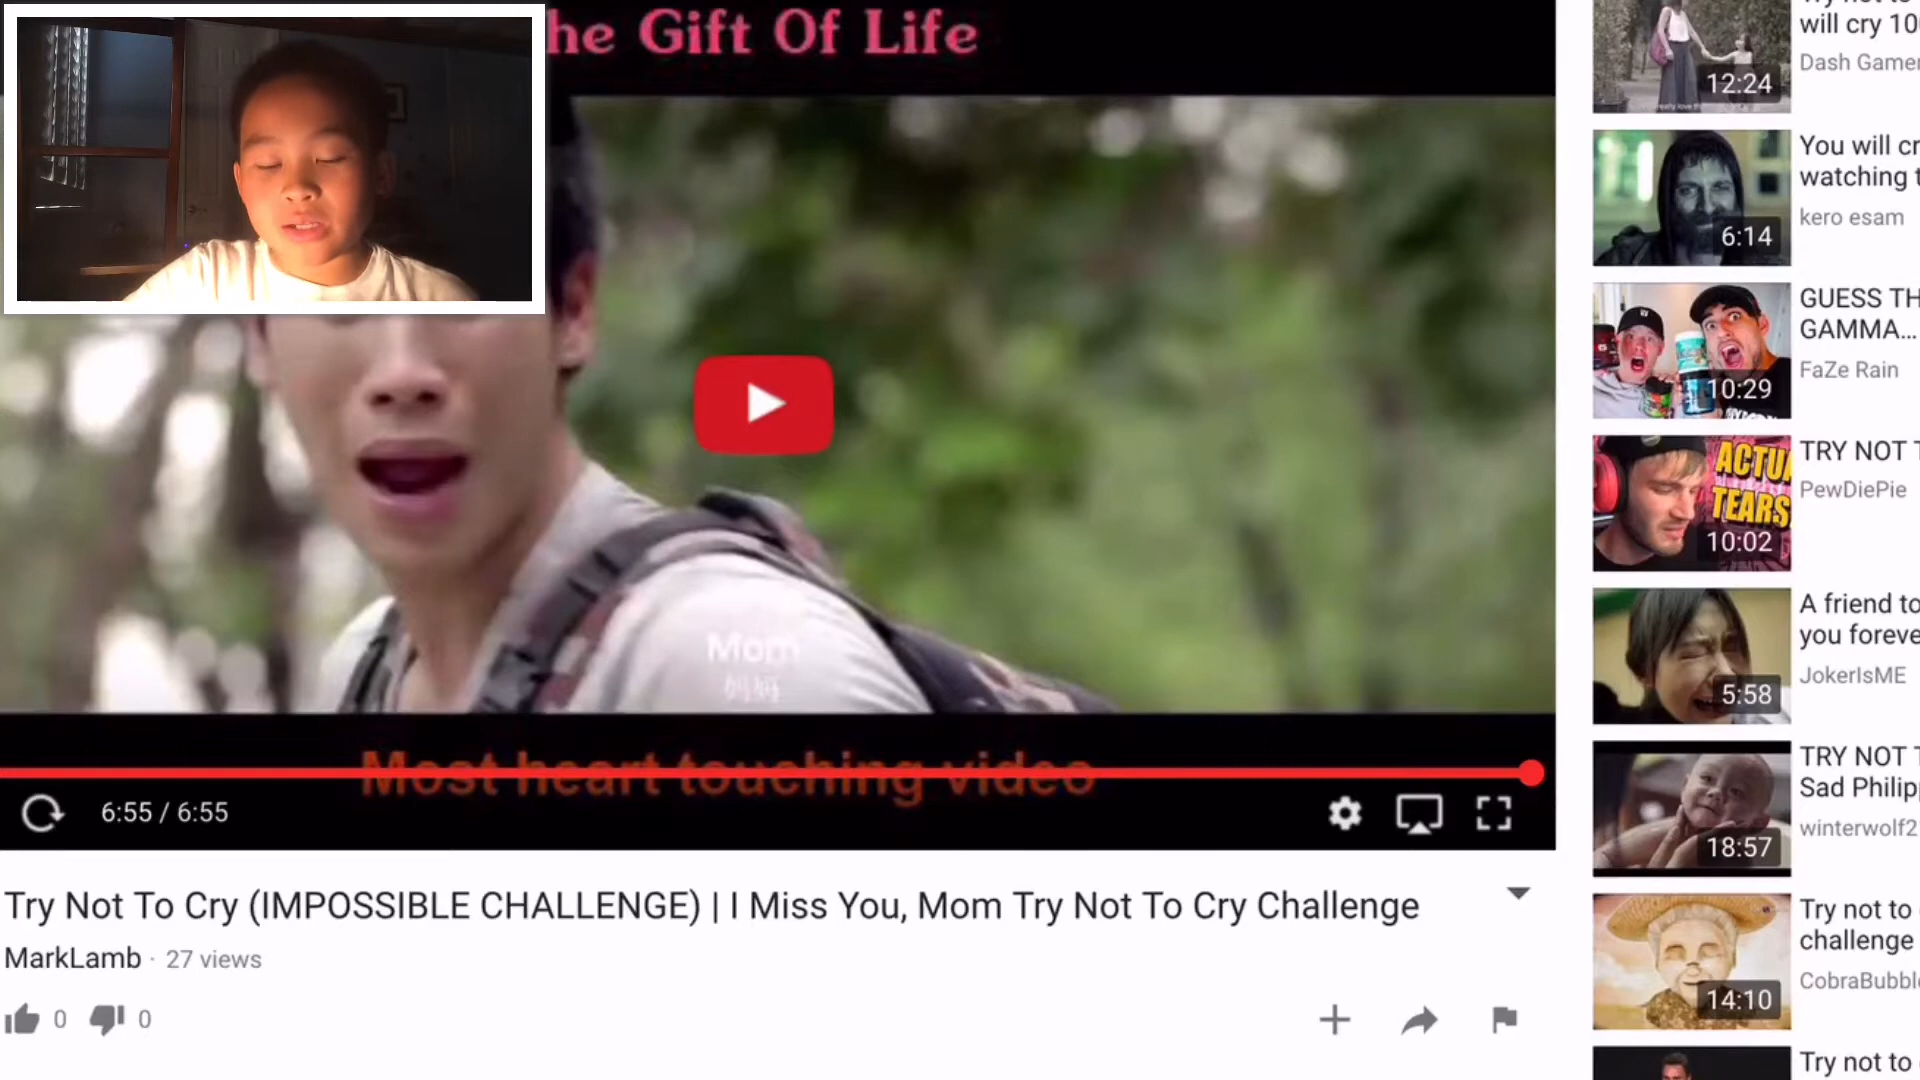 he Gift Of Life
Mom
妈妈
Most heart touching video
6:55 / 6:55
Try Not To Cry (IMPOSSIBLE CHALLENGE) | I Miss You, Mom Try Not To Cry Challenge
MarkLamb · 27 views
0
0
will cry 10
Dash Gamer
12:24
You will cr
watching t
kero esam
6:14
GUESS TH
GAMMA...
FaZe Rain
10:29
TRY NOT T
PewDiePie
ACTUA
TEARS
10:02
A friend to
you foreve
JokerIsME
5:58
TRY NOT T
Sad Philip
winterwolf2
18:57
Try not to
challenge
CobraBubbl
14:10
Try not to